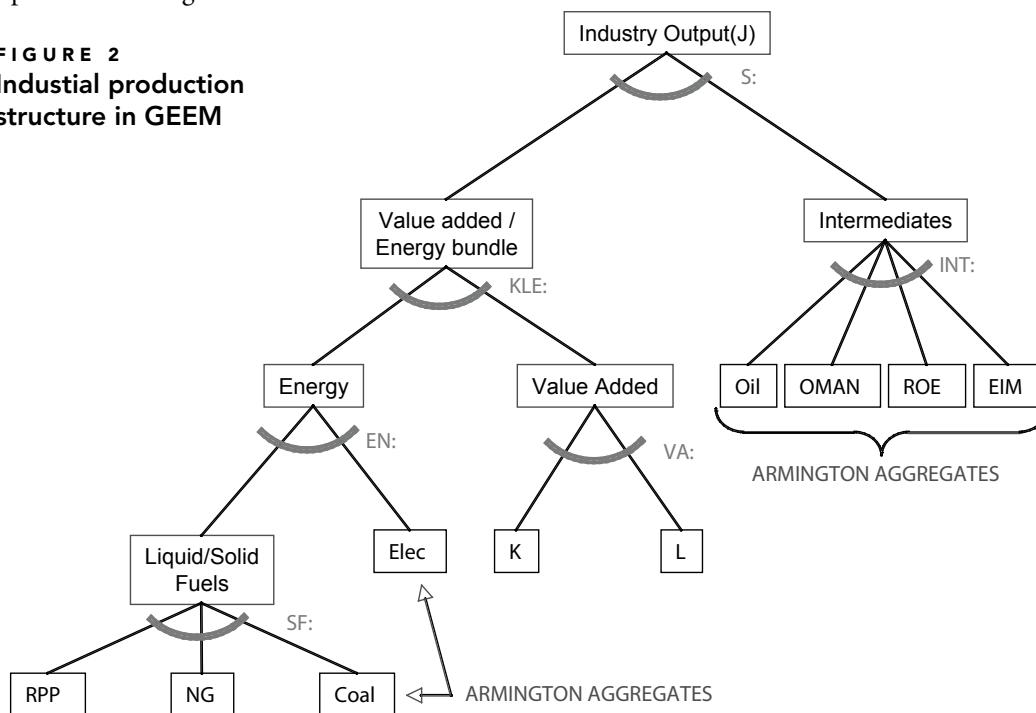 FIGURE 2
Industial production
structure in GEEM
Industry Output(J)
S:
Value added /
Energy bundle
Intermediates
KLE:
INT:
Energy
Value Added
Oil
OMAN
ROE
EIM
EN:
VA:
ARMINGTON AGGREGATES
Liquid/Solid
Fuels
Elec
K
L
SF:
RPP
NG
Coal
ARMINGTON AGGREGATES